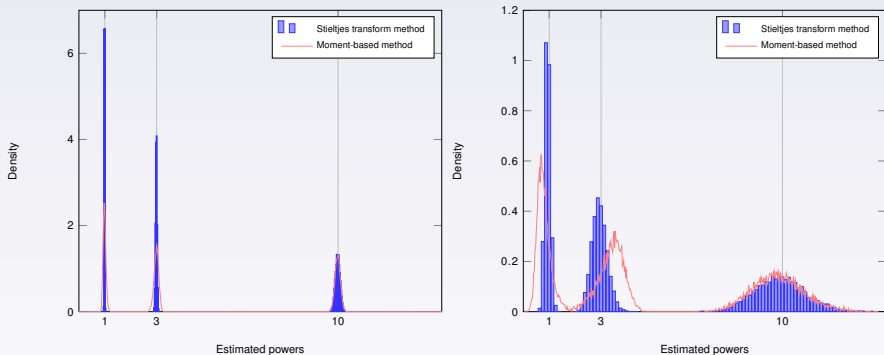 6
4
2
0
1
3
10
Density
Estimated powers
Stieltjes transform method
Moment-based method
1.2
1
0.8
0.6
0.4
0.2
0
1
3
10
Density
Estimated powers
Stieltjes transform method
Moment-based method